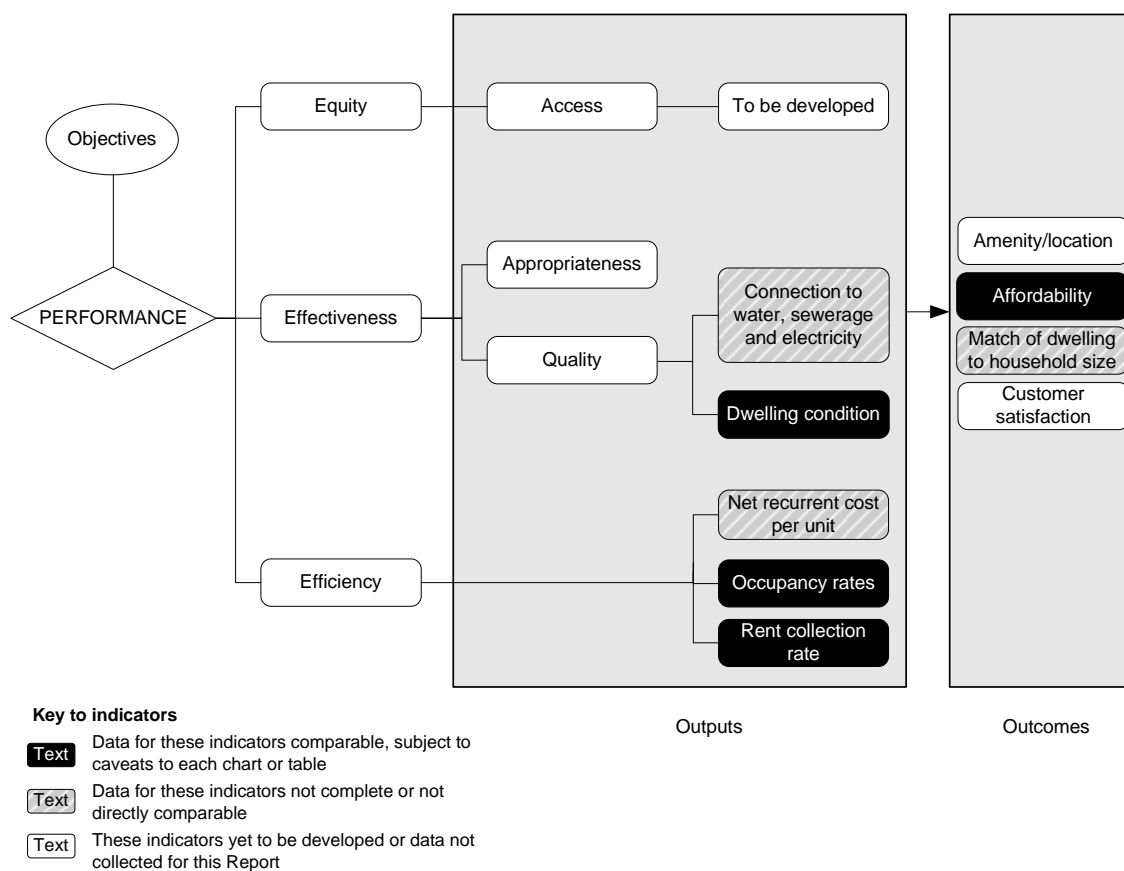 Objectives
PERFORMANCE
Equity
Access
To be developed
Effectiveness
Appropriateness
Quality
Connection to
water, sewerage
and electricity
Dwelling condition
Efficiency
Net recurrent cost
per unit
Occupancy rates
Rent collection
rate
Amenity/location
Affordability
Match of dwelling
to household size
Customer
satisfaction
Outputs
Outcomes
Key to indicators
Text
Data for these indicators comparable, subject to
caveats to each chart or table
Text
Data for these indicators not complete or not
directly comparable
Text
These indicators yet to be developed or data not
collected for this Report